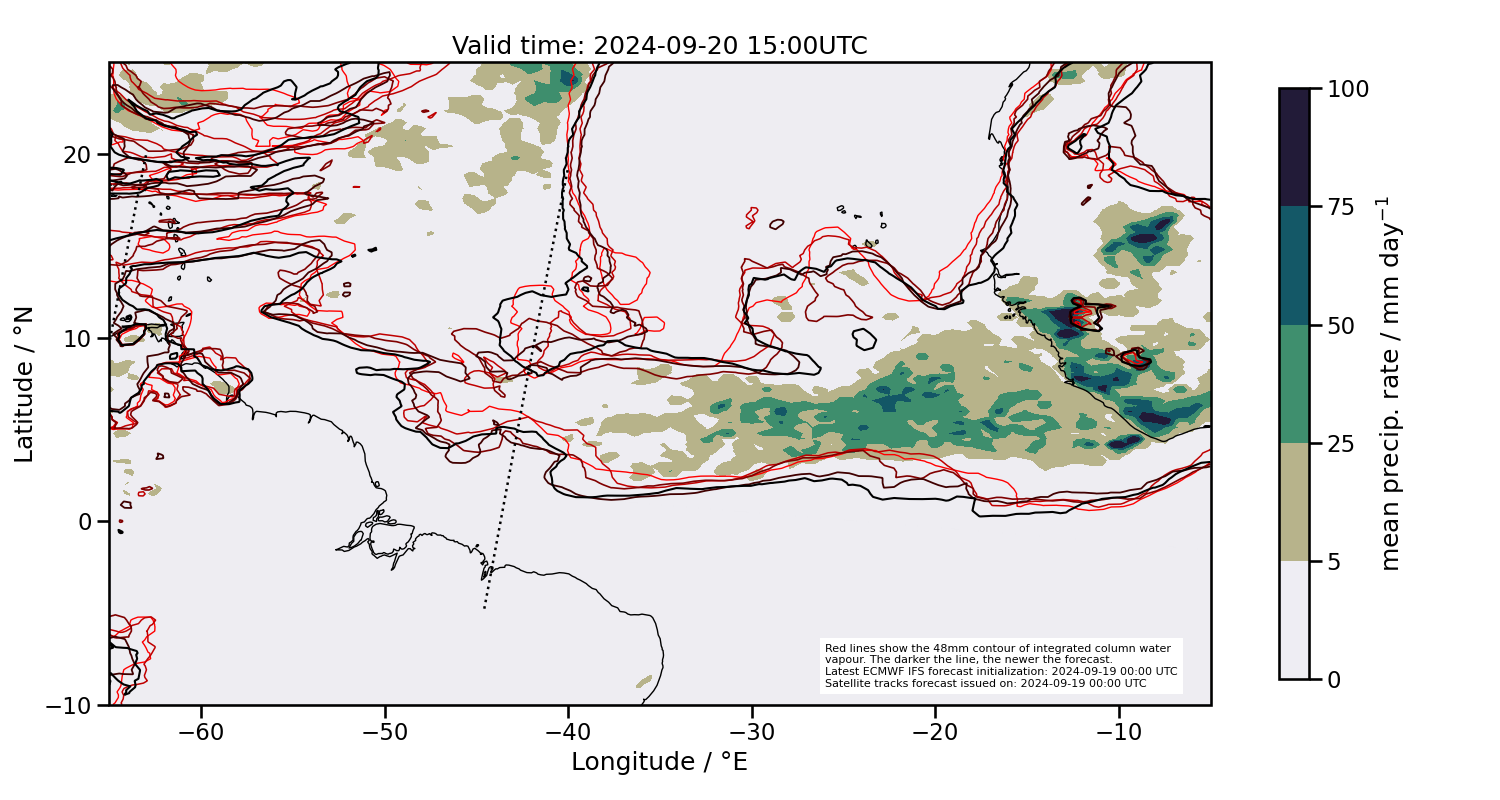 Valid time: 2024-09-20 15:00UTC
20
10
0
−10
Latitude / °N
−60
−50
−40
−30
−20
−10
Longitude / °E
Red lines show the 48mm contour of integrated column water
vapour. The darker the line, the newer the forecast.
Latest ECMWF IFS forecast initialization: 2024-09-19 00:00 UTC
Satellite tracks forecast issued on: 2024-09-19 00:00 UTC
100
75
50
25
5
0
mean precip. rate / mm day⁻¹